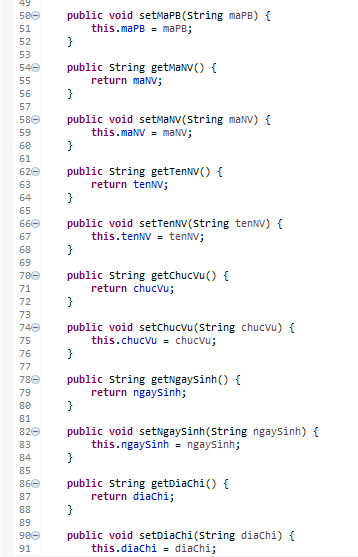 49
50 public void setMaPB(String maPB) {
51 this.maPB = maPB;
52 }
53
54 public String getMaNV() {
55 return maNV;
56 }
57
58 public void setMaNV(String maNV) {
59 this.maNV = maNV;
60 }
61
62 public String getTenNV() {
63 return tenNV;
64 }
65
66 public void setTenNV(String tenNV) {
67 this.tenNV = tenNV;
68 }
69
70 public String getChucVu() {
71 return chucVu;
72 }
73
74 public void setChucVu(String chucVu) {
75 this.chucVu = chucVu;
76 }
77
78 public String getNgaySinh() {
79 return ngaySinh;
80 }
81
82 public void setNgaySinh(String ngaySinh) {
83 this.ngaySinh = ngaySinh;
84 }
85
86 public String getDiaChi() {
87 return diaChi;
88 }
89
90 public void setDiaChi(String diaChi) {
91 this.diaChi = diaChi;